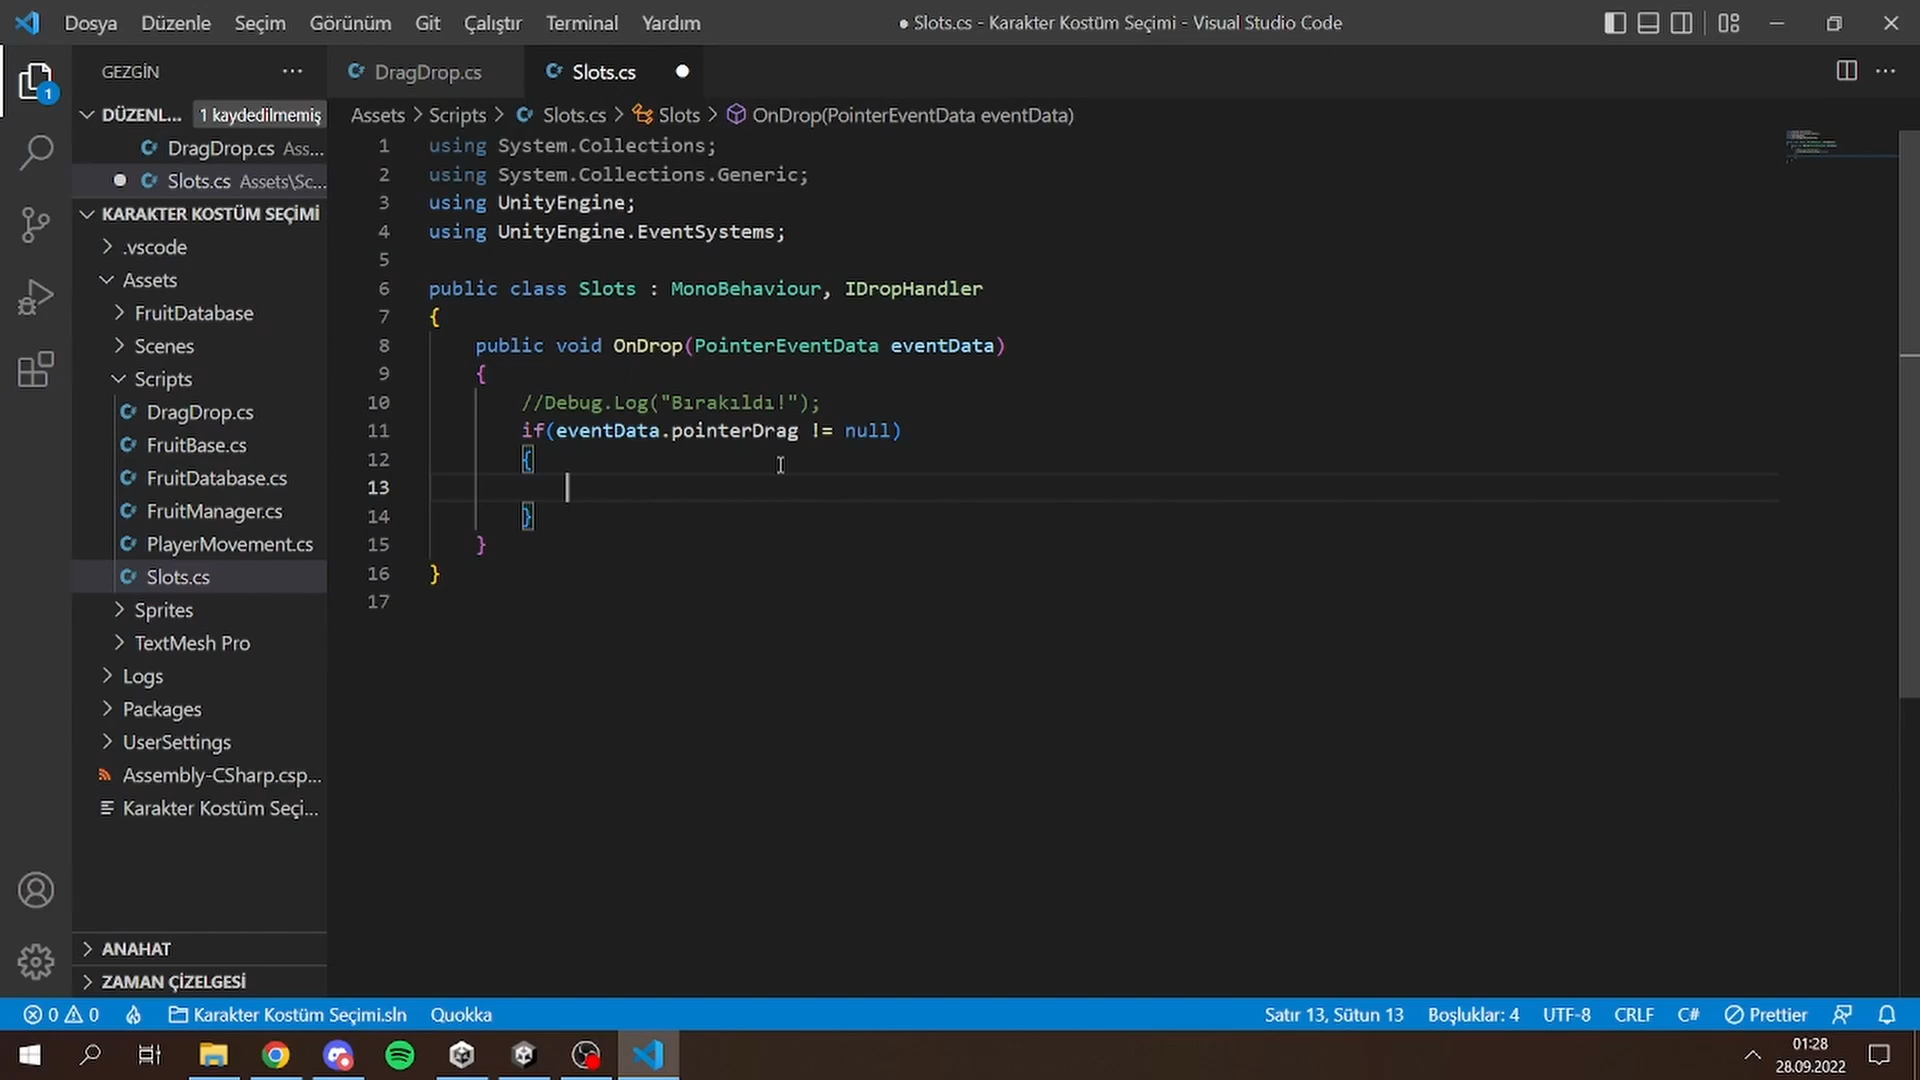 Dosya Düzenle Seçim Görünüm Git Çalıştır Terminal Yardım
● Slots.cs - Karakter Kostüm Seçimi - Visual Studio Code
GEZGİN
DragDrop.cs
Slots.cs
1
DÜZENL... 1 kaydedilmemiş
DragDrop.cs Ass...
Slots.cs Assets\Sc...
KARAKTER KOSTÜM SEÇİMİ
.vscode
Assets
FruitDatabase
Scenes
Scripts
DragDrop.cs
FruitBase.cs
FruitDatabase.cs
FruitManager.cs
PlayerMovement.cs
Slots.cs
Sprites
TextMesh Pro
Logs
Packages
UserSettings
Assembly-CSharp.csp...
Karakter Kostüm Seçi...
ANAHAT
ZAMAN ÇİZELGESİ
Assets > Scripts > Slots.cs > Slots > OnDrop(PointerEventData eventData)
1 using System.Collections;
2 using System.Collections.Generic;
3 using UnityEngine;
4 using UnityEngine.EventSystems;
5
6 public class Slots : MonoBehaviour, IDropHandler
7 {
8 public void OnDrop(PointerEventData eventData)
9 {
10 //Debug.Log("Bırakıldı!");
11 if(eventData.pointerDrag != null)
12 {
13
14 }
15 }
16 }
17
0 0 Karakter Kostüm Seçimi.sln Quokka
Satır 13, Sütun 13 Boşluklar: 4 UTF-8 CRLF C# Prettier
01:28
28.09.2022